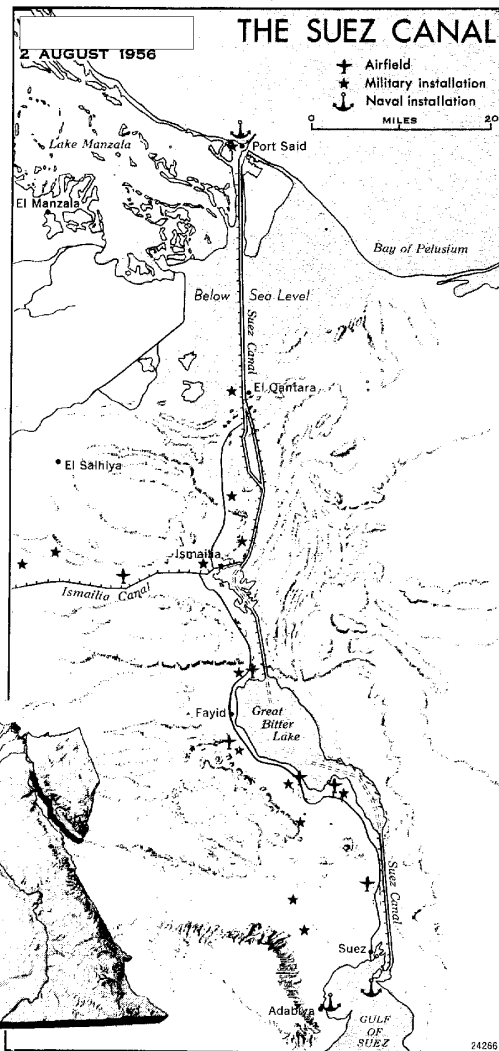 THE SUEZ CANAL
2 AUGUST 1956
Airfield
Military installation
Naval installation
0 MILES 20
Lake Manzala
Port Said
El Manzala
Bay of Pelusium
Below Sea Level
Suez Canal
El Qantara
El Salhiya
Ismailia
Ismailia Canal
Fayid
Great
Bitter
Lake
Suez Canal
Suez
Adabiya
GULF
OF
SUEZ
24266